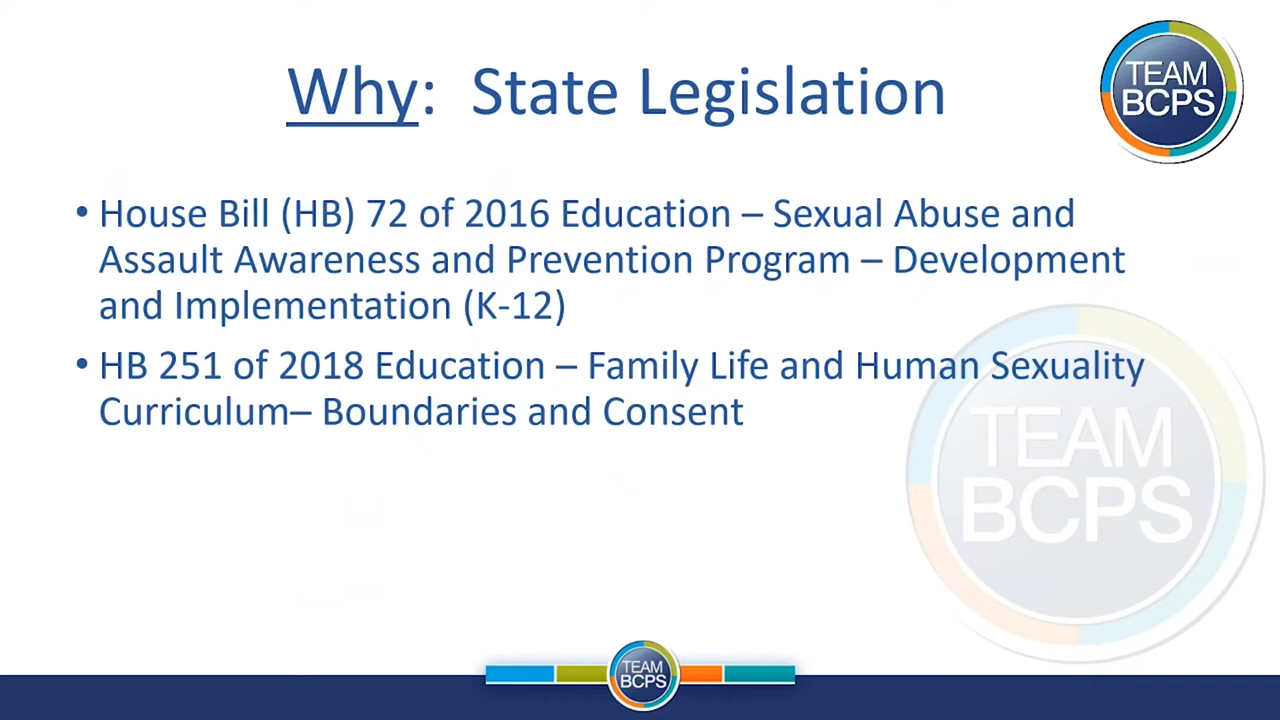 Why: State Legislation
TEAM
BCPS
• House Bill (HB) 72 of 2016 Education – Sexual Abuse and
Assault Awareness and Prevention Program – Development
and Implementation (K-12)
• HB 251 of 2018 Education – Family Life and Human Sexuality
Curriculum– Boundaries and Consent
TEAM
BCPS
TEAM
BCPS